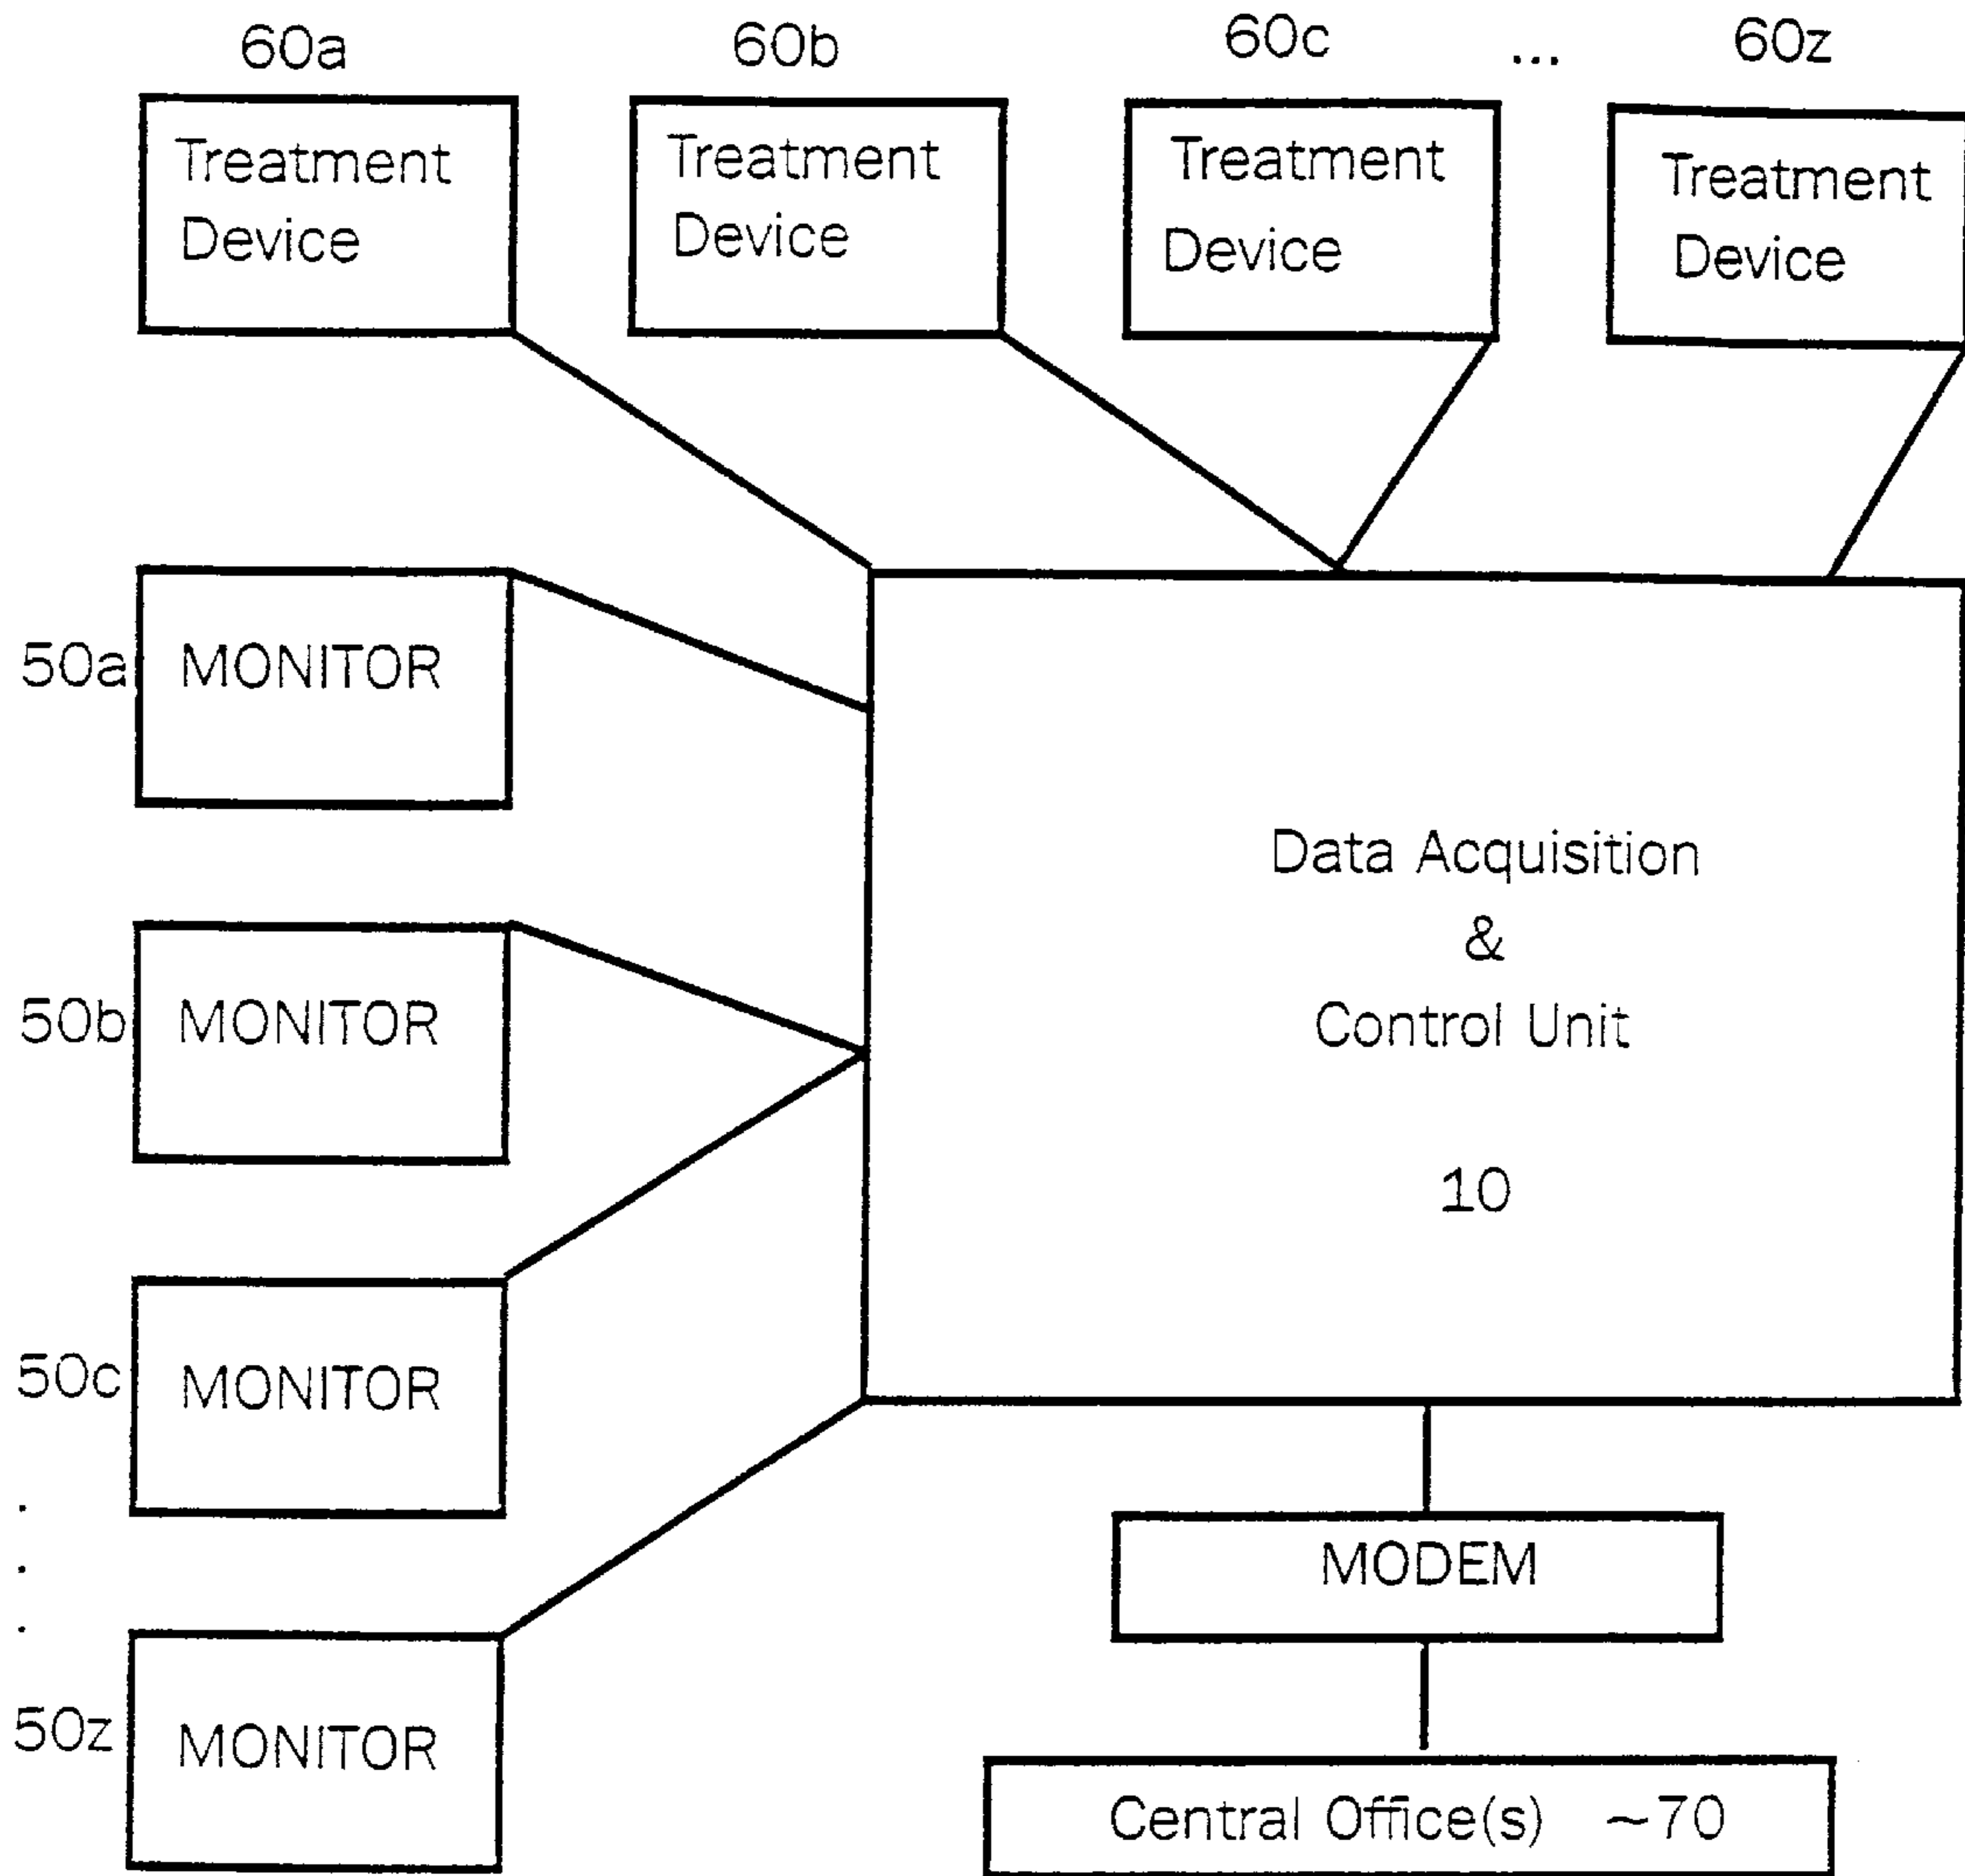 60a 60b 60c ... 60z
Treatment
Device
Treatment
Device
Treatment
Device
Treatment
Device
50a MONITOR
Data Acquisition
&
Control Unit
10
50b MONITOR
50c MONITOR
.
.
.
50z MONITOR
MODEM
Central Office(s) ~70